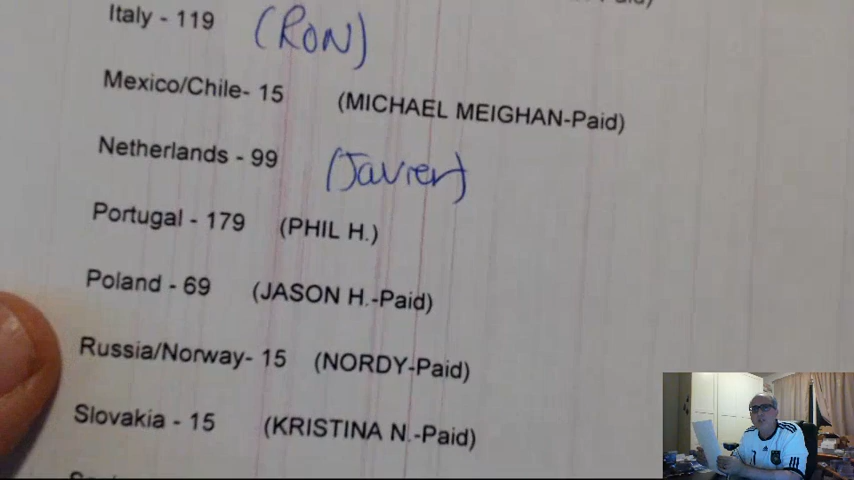 Paid)
Italy - 119 (RON)
Mexico/Chile- 15 (MICHAEL MEIGHAN-Paid)
Netherlands - 99 (Javier)
Portugal - 179 (PHIL H.)
Poland - 69 (JASON H.-Paid)
Russia/Norway- 15 (NORDY-Paid)
Slovakia - 15 (KRISTINA N.-Paid)